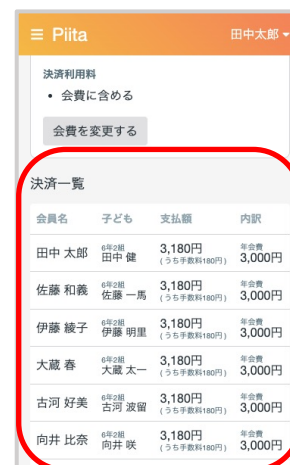 ≡ Piita 田中太郎
決済利用料
• 会費に含める
会費を変更する
決済一覧
会員名 子ども 支払額 内訳
田中 太郎 6年2組 田中 健 3,180円 (うち手数料180円) 年会費 3,000円
佐藤 和義 6年2組 佐藤 一馬 3,180円 (うち手数料180円) 年会費 3,000円
伊藤 綾子 6年2組 伊藤 明里 3,180円 (うち手数料180円) 年会費 3,000円
大蔵 春 6年2組 大蔵 太一 3,180円 (うち手数料180円) 年会費 3,000円
古河 好美 6年2組 古河 波留 3,180円 (うち手数料180円) 年会費 3,000円
向井 比奈 6年2組 向井 咲 3,180円 (うち手数料180円) 年会費 3,000円